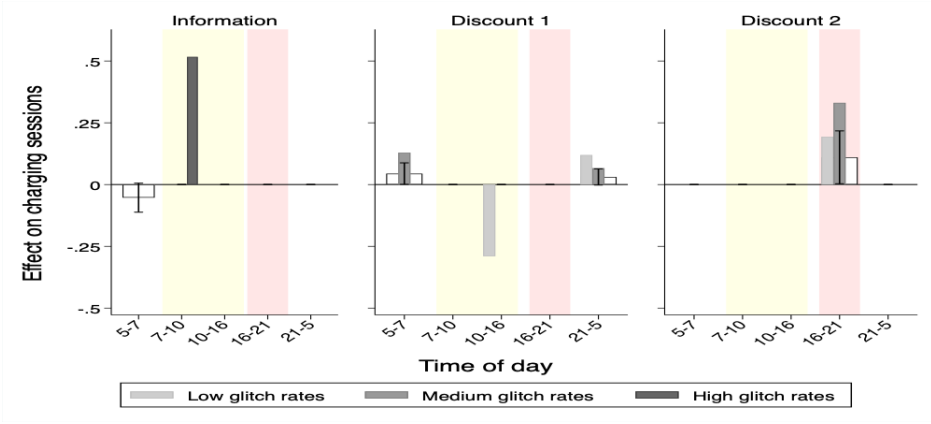 Information
Discount 1
Discount 2
Effect on charging sessions
.5
.25
0
-.25
-.5
5-7
7-10
10-16
16-21
21-5
5-7
7-10
10-16
16-21
21-5
5-7
7-10
10-16
16-21
21-5
Time of day
Low glitch rates
Medium glitch rates
High glitch rates